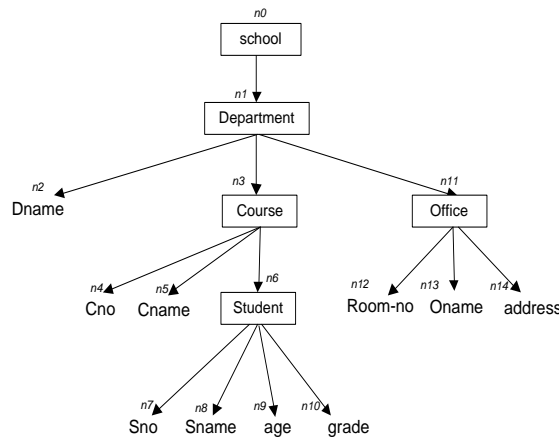 n0
school
n1
Department
n2 n3 n11
Dname Course Office
n4 n5 n6 n12 n13 n14
Cno Cname Student Room-no Oname address
n7 n8 n9 n10
Sno Sname age grade